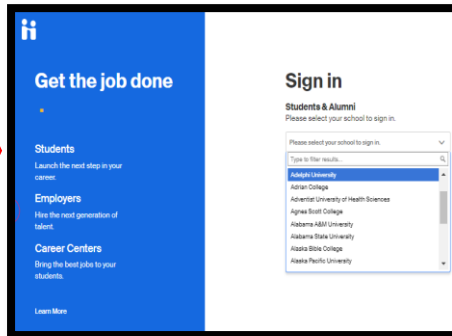 Get the job done
Students
Launch the next step in your
career.
Employers
Hire the next generation of
talent.
Career Centers
Bring the best jobs to your
students.
Learn More
Sign in
Students & Alumni
Please select your school to sign in.
Please select your school to sign in.
Type to filter results...
Adelphi University
Adrian College
Adventist University of Health Sciences
Agnes Scott College
Alabama A&M University
Alabama State University
Alaska Bible College
Alaska Pacific University